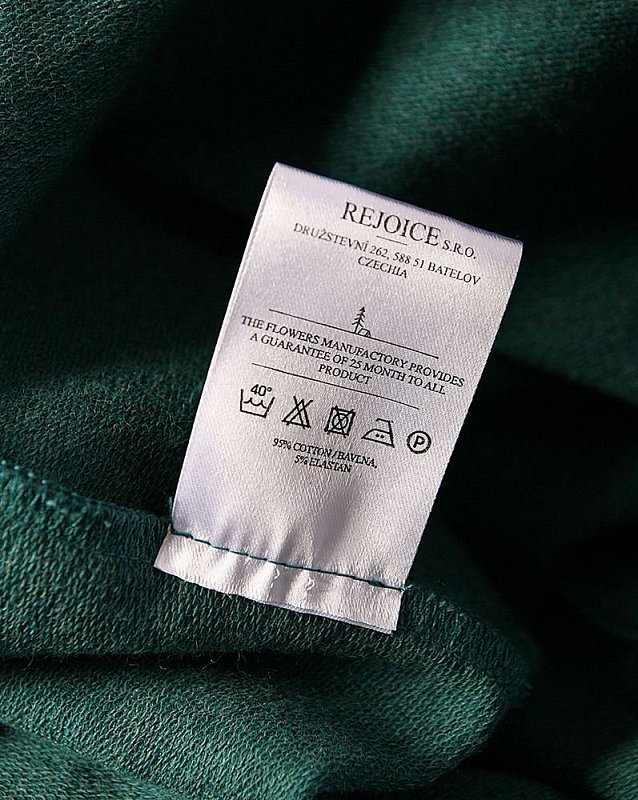 REJOICE S.R.O.
DRUŽSTEVNÍ 262, 588 51 BATELOV
CZECHIA
THE FLOWERS MANUFACTORY PROVIDES
A GUARANTEE OF 25 MONTH TO ALL
PRODUCT
40°
P
95% COTTON/BAVLNA,
5% ELASTAN